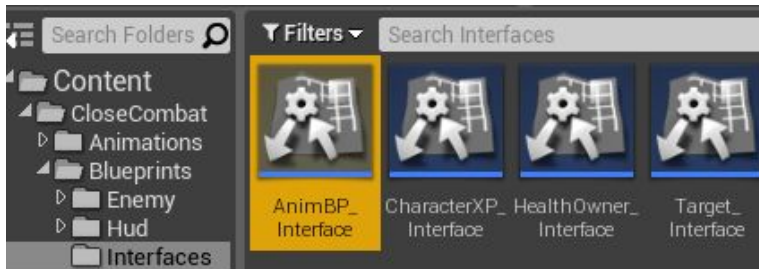 Search Folders
Filters
Search Interfaces
Content
CloseCombat
Animations
Blueprints
Enemy
Hud
Interfaces
AnimBP_
Interface
CharacterXP_
Interface
HealthOwner_
Interface
Target_
Interface